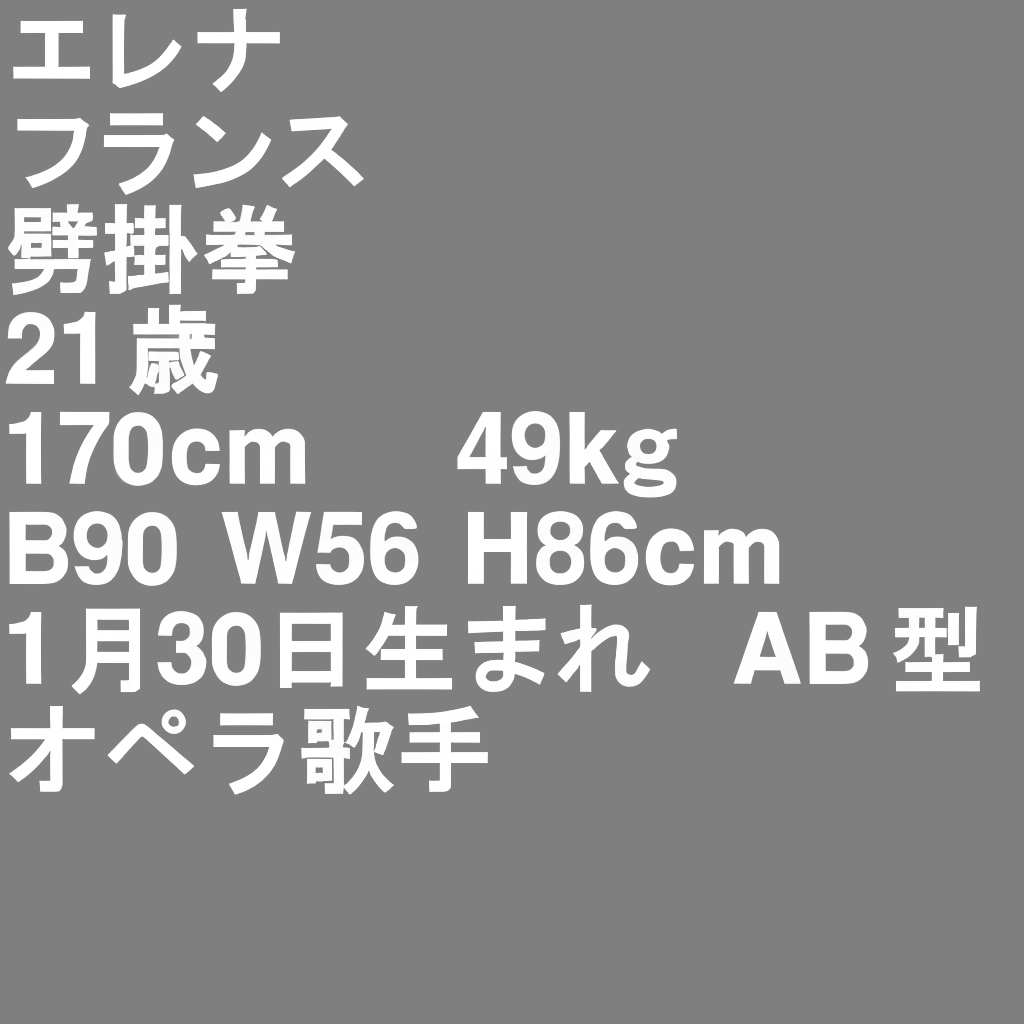 エレナ
フランス
劈掛拳
21歳
170cm　49kg
B90 W56 H86cm
1月30日生まれ　AB型
オペラ歌手